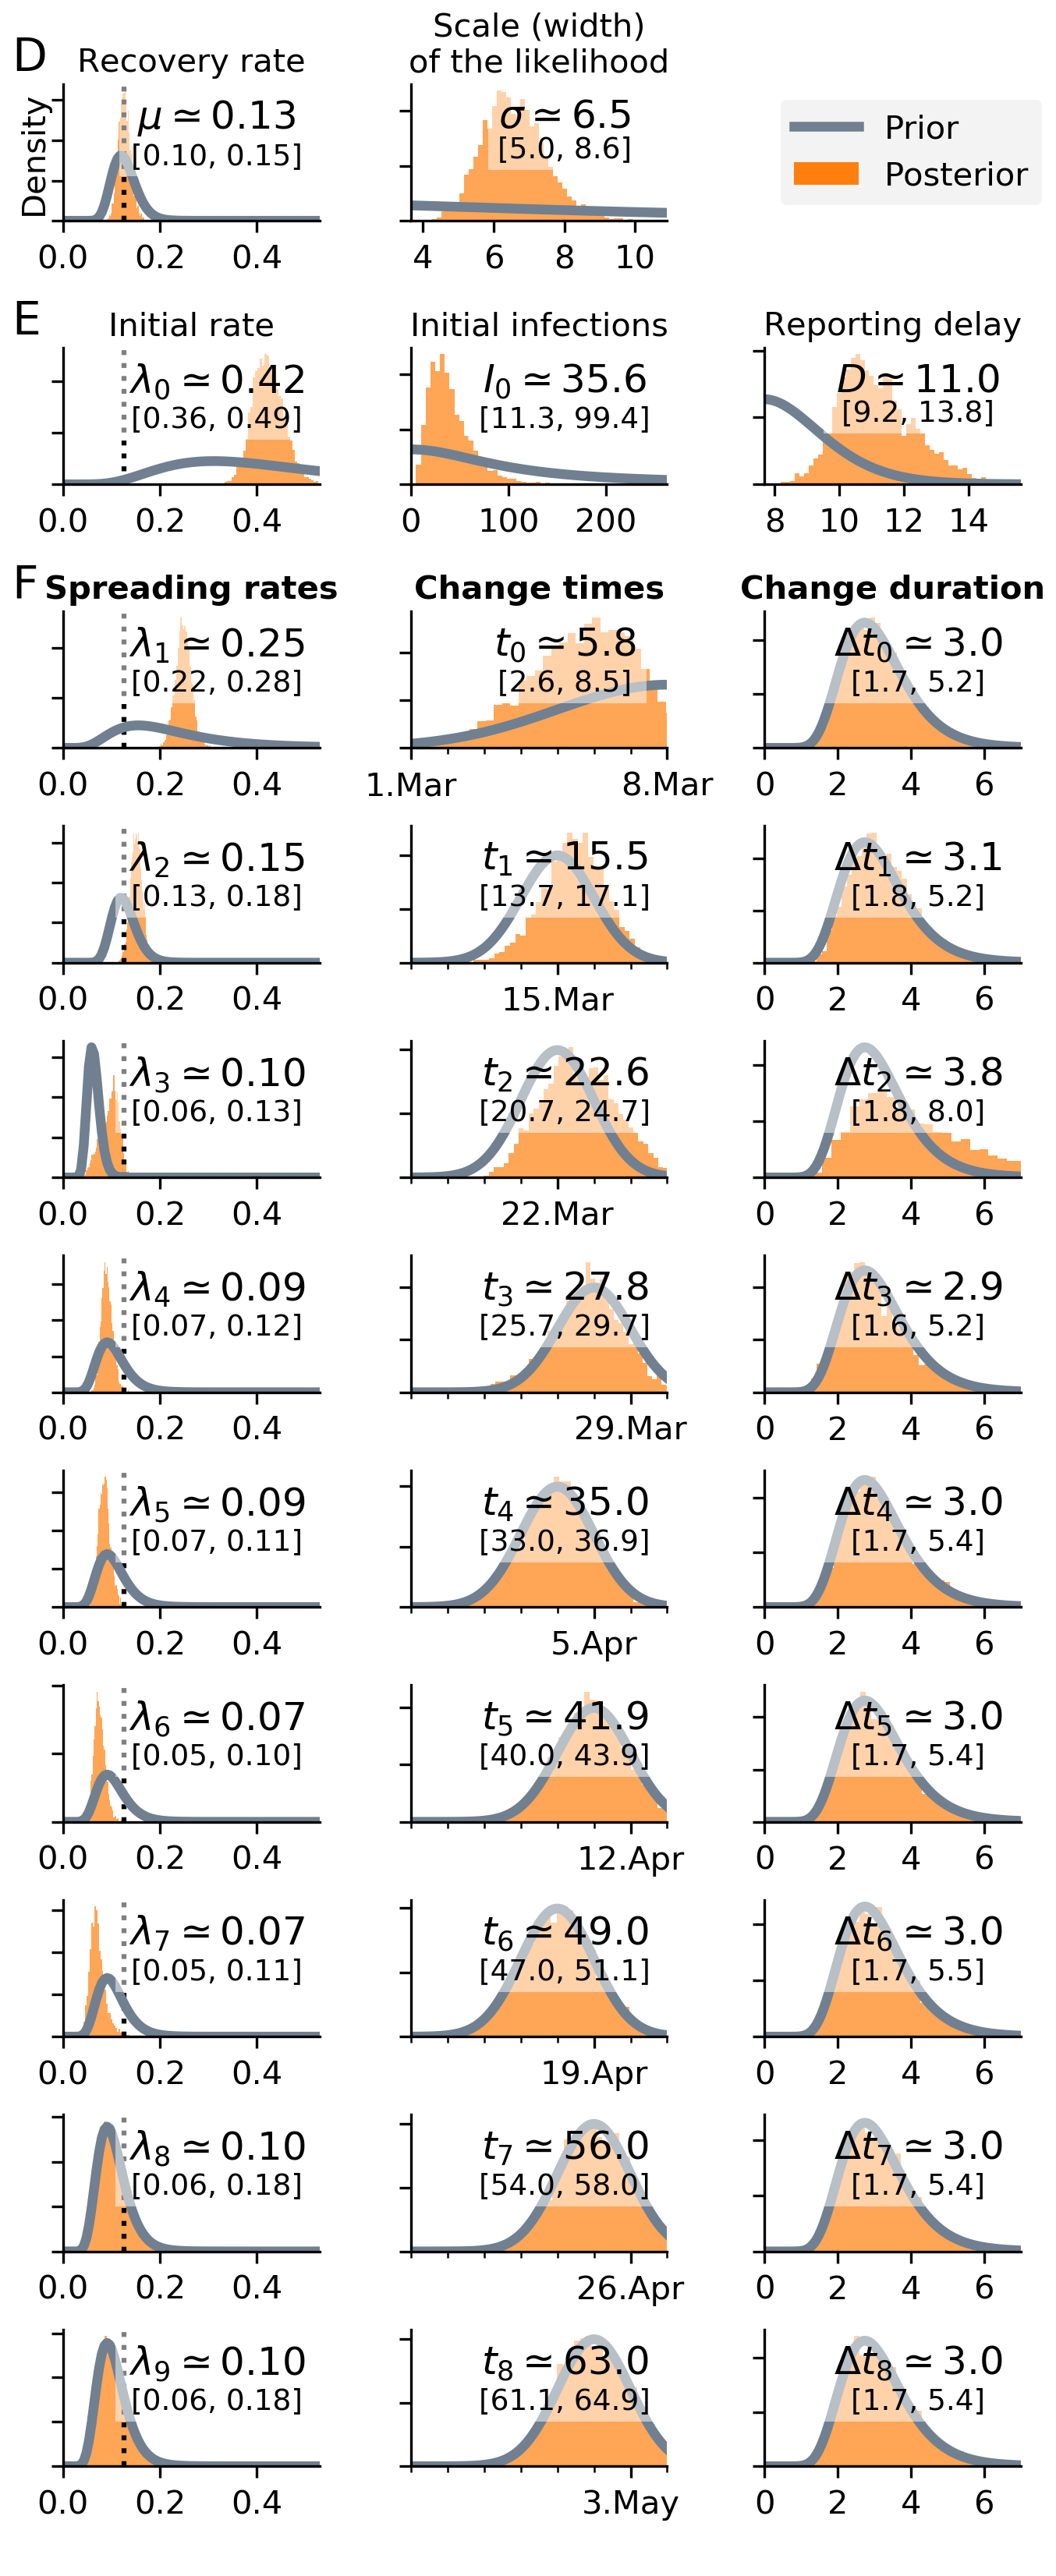 D
Recovery rate
Scale (width)
of the likelihood
Density
μ ≃ 0.13
[0.10, 0.15]
0.0 0.2 0.4
σ ≃ 6.5
[5.0, 8.6]
4 6 8 10
Prior
Posterior
E
Initial rate
λ0 ≃ 0.42
[0.36, 0.49]
0.0 0.2 0.4
Initial infections
I0 ≃ 35.6
[11.3, 99.4]
0 100 200
Reporting delay
D ≃ 11.0
[9.2, 13.8]
8 10 12 14
F
Spreading rates
Change times
Change duration
λ1 ≃ 0.25
[0.22, 0.28]
0.0 0.2 0.4
t0 ≃ 5.8
[2.6, 8.5]
1.Mar 8.Mar
Δt0 ≃ 3.0
[1.7, 5.2]
0 2 4 6
λ2 ≃ 0.15
[0.13, 0.18]
0.0 0.2 0.4
t1 ≃ 15.5
[13.7, 17.1]
15.Mar
Δt1 ≃ 3.1
[1.8, 5.2]
0 2 4 6
λ3 ≃ 0.10
[0.06, 0.13]
0.0 0.2 0.4
t2 ≃ 22.6
[20.7, 24.7]
22.Mar
Δt2 ≃ 3.8
[1.8, 8.0]
0 2 4 6
λ4 ≃ 0.09
[0.07, 0.12]
0.0 0.2 0.4
t3 ≃ 27.8
[25.7, 29.7]
29.Mar
Δt3 ≃ 2.9
[1.6, 5.2]
0 2 4 6
λ5 ≃ 0.09
[0.07, 0.11]
0.0 0.2 0.4
t4 ≃ 35.0
[33.0, 36.9]
5.Apr
Δt4 ≃ 3.0
[1.7, 5.4]
0 2 4 6
λ6 ≃ 0.07
[0.05, 0.10]
0.0 0.2 0.4
t5 ≃ 41.9
[40.0, 43.9]
12.Apr
Δt5 ≃ 3.0
[1.7, 5.4]
0 2 4 6
λ7 ≃ 0.07
[0.05, 0.11]
0.0 0.2 0.4
t6 ≃ 49.0
[47.0, 51.1]
19.Apr
Δt6 ≃ 3.0
[1.7, 5.5]
0 2 4 6
λ8 ≃ 0.10
[0.06, 0.18]
0.0 0.2 0.4
t7 ≃ 56.0
[54.0, 58.0]
26.Apr
Δt7 ≃ 3.0
[1.7, 5.4]
0 2 4 6
λ9 ≃ 0.10
[0.06, 0.18]
0.0 0.2 0.4
t8 ≃ 63.0
[61.1, 64.9]
3.May
Δt8 ≃ 3.0
[1.7, 5.4]
0 2 4 6